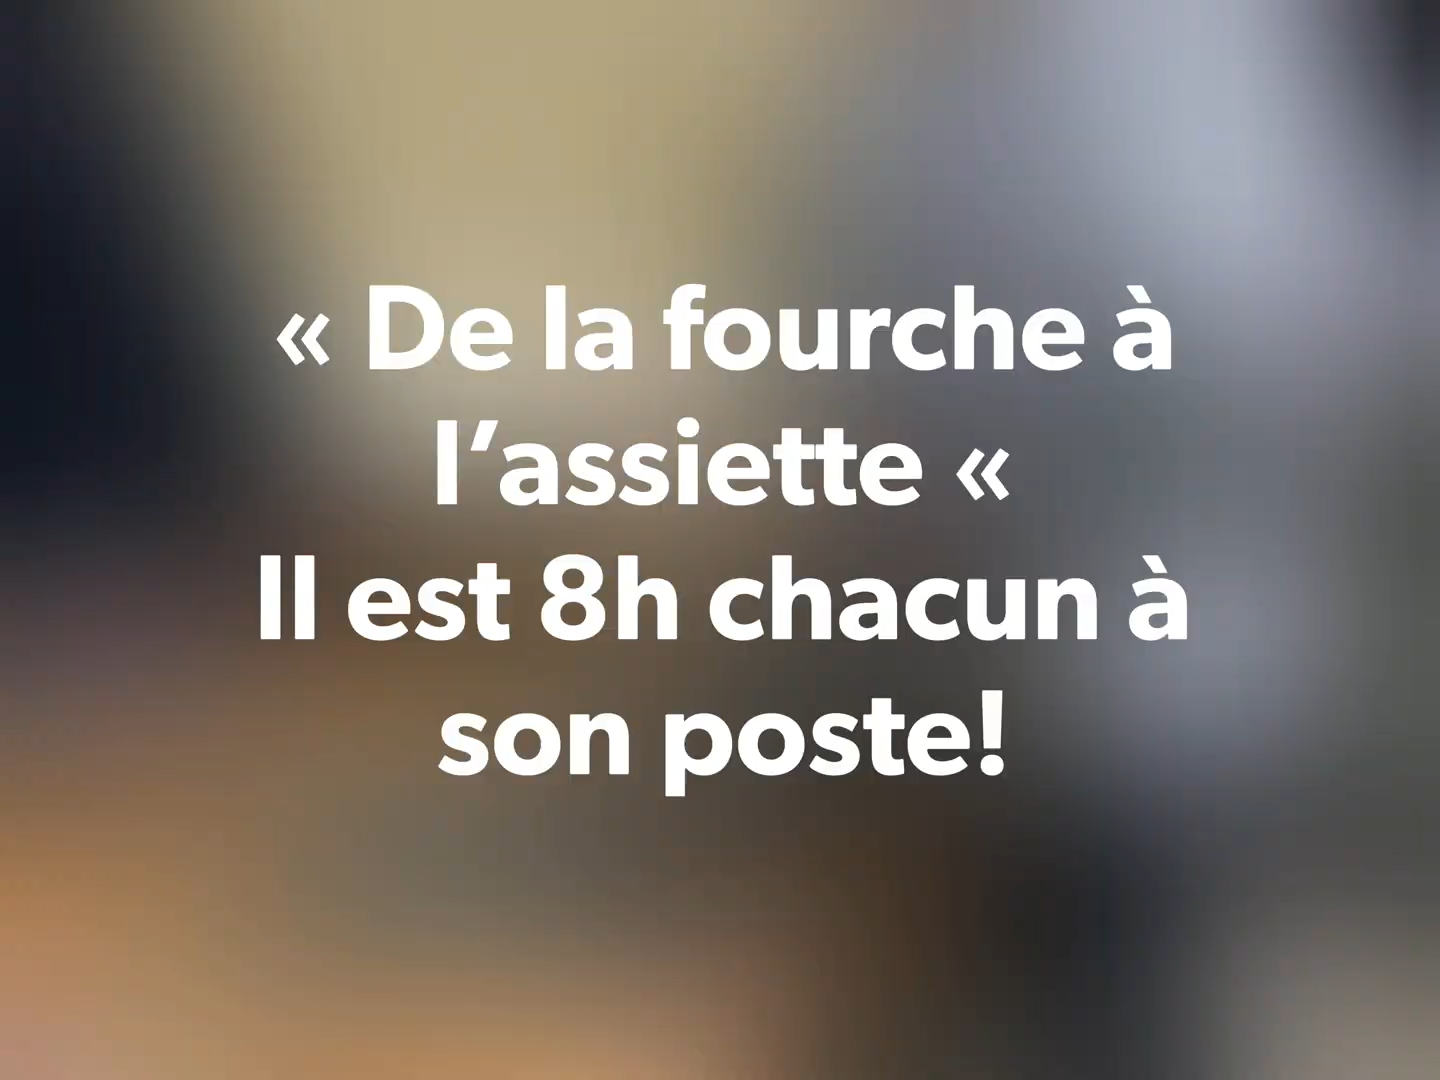 « De la fourche à
l’assiette «
Il est 8h chacun à
son poste!